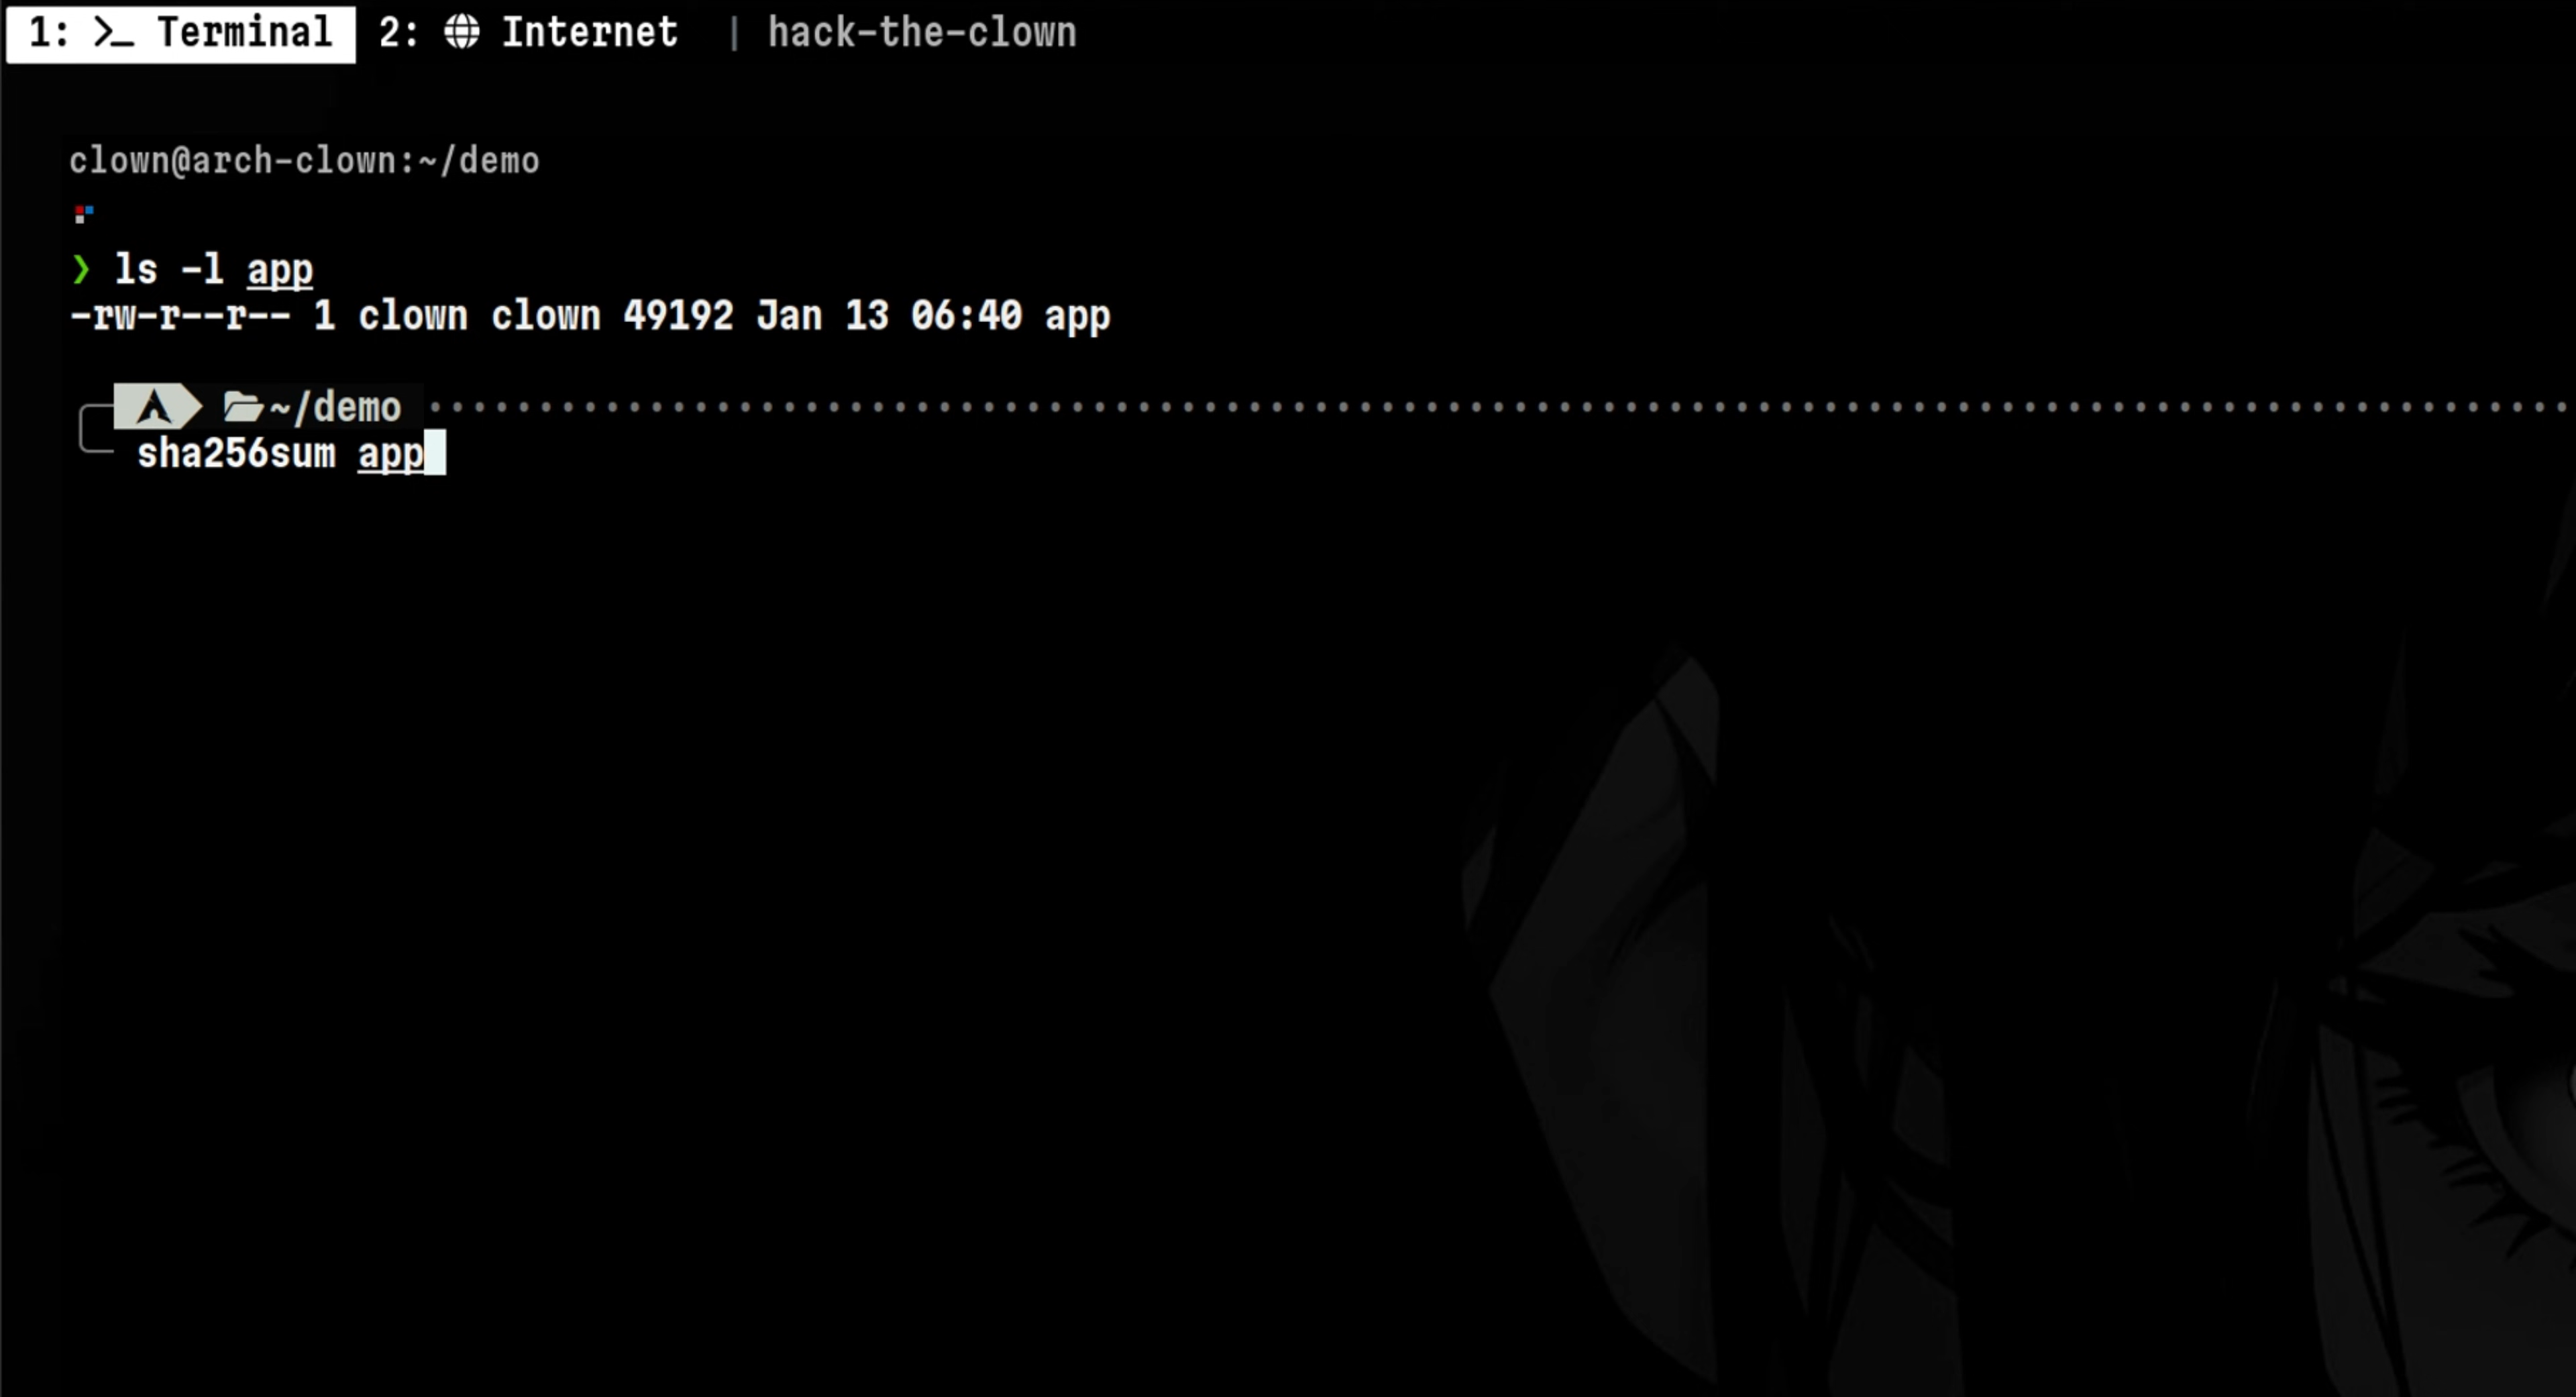 1: >_ Terminal 2: Internet | hack-the-clown
clown@arch-clown:~/demo
❯ ls -l app
-rw-r--r-- 1 clown clown 49192 Jan 13 06:40 app
~/demo
sha256sum app